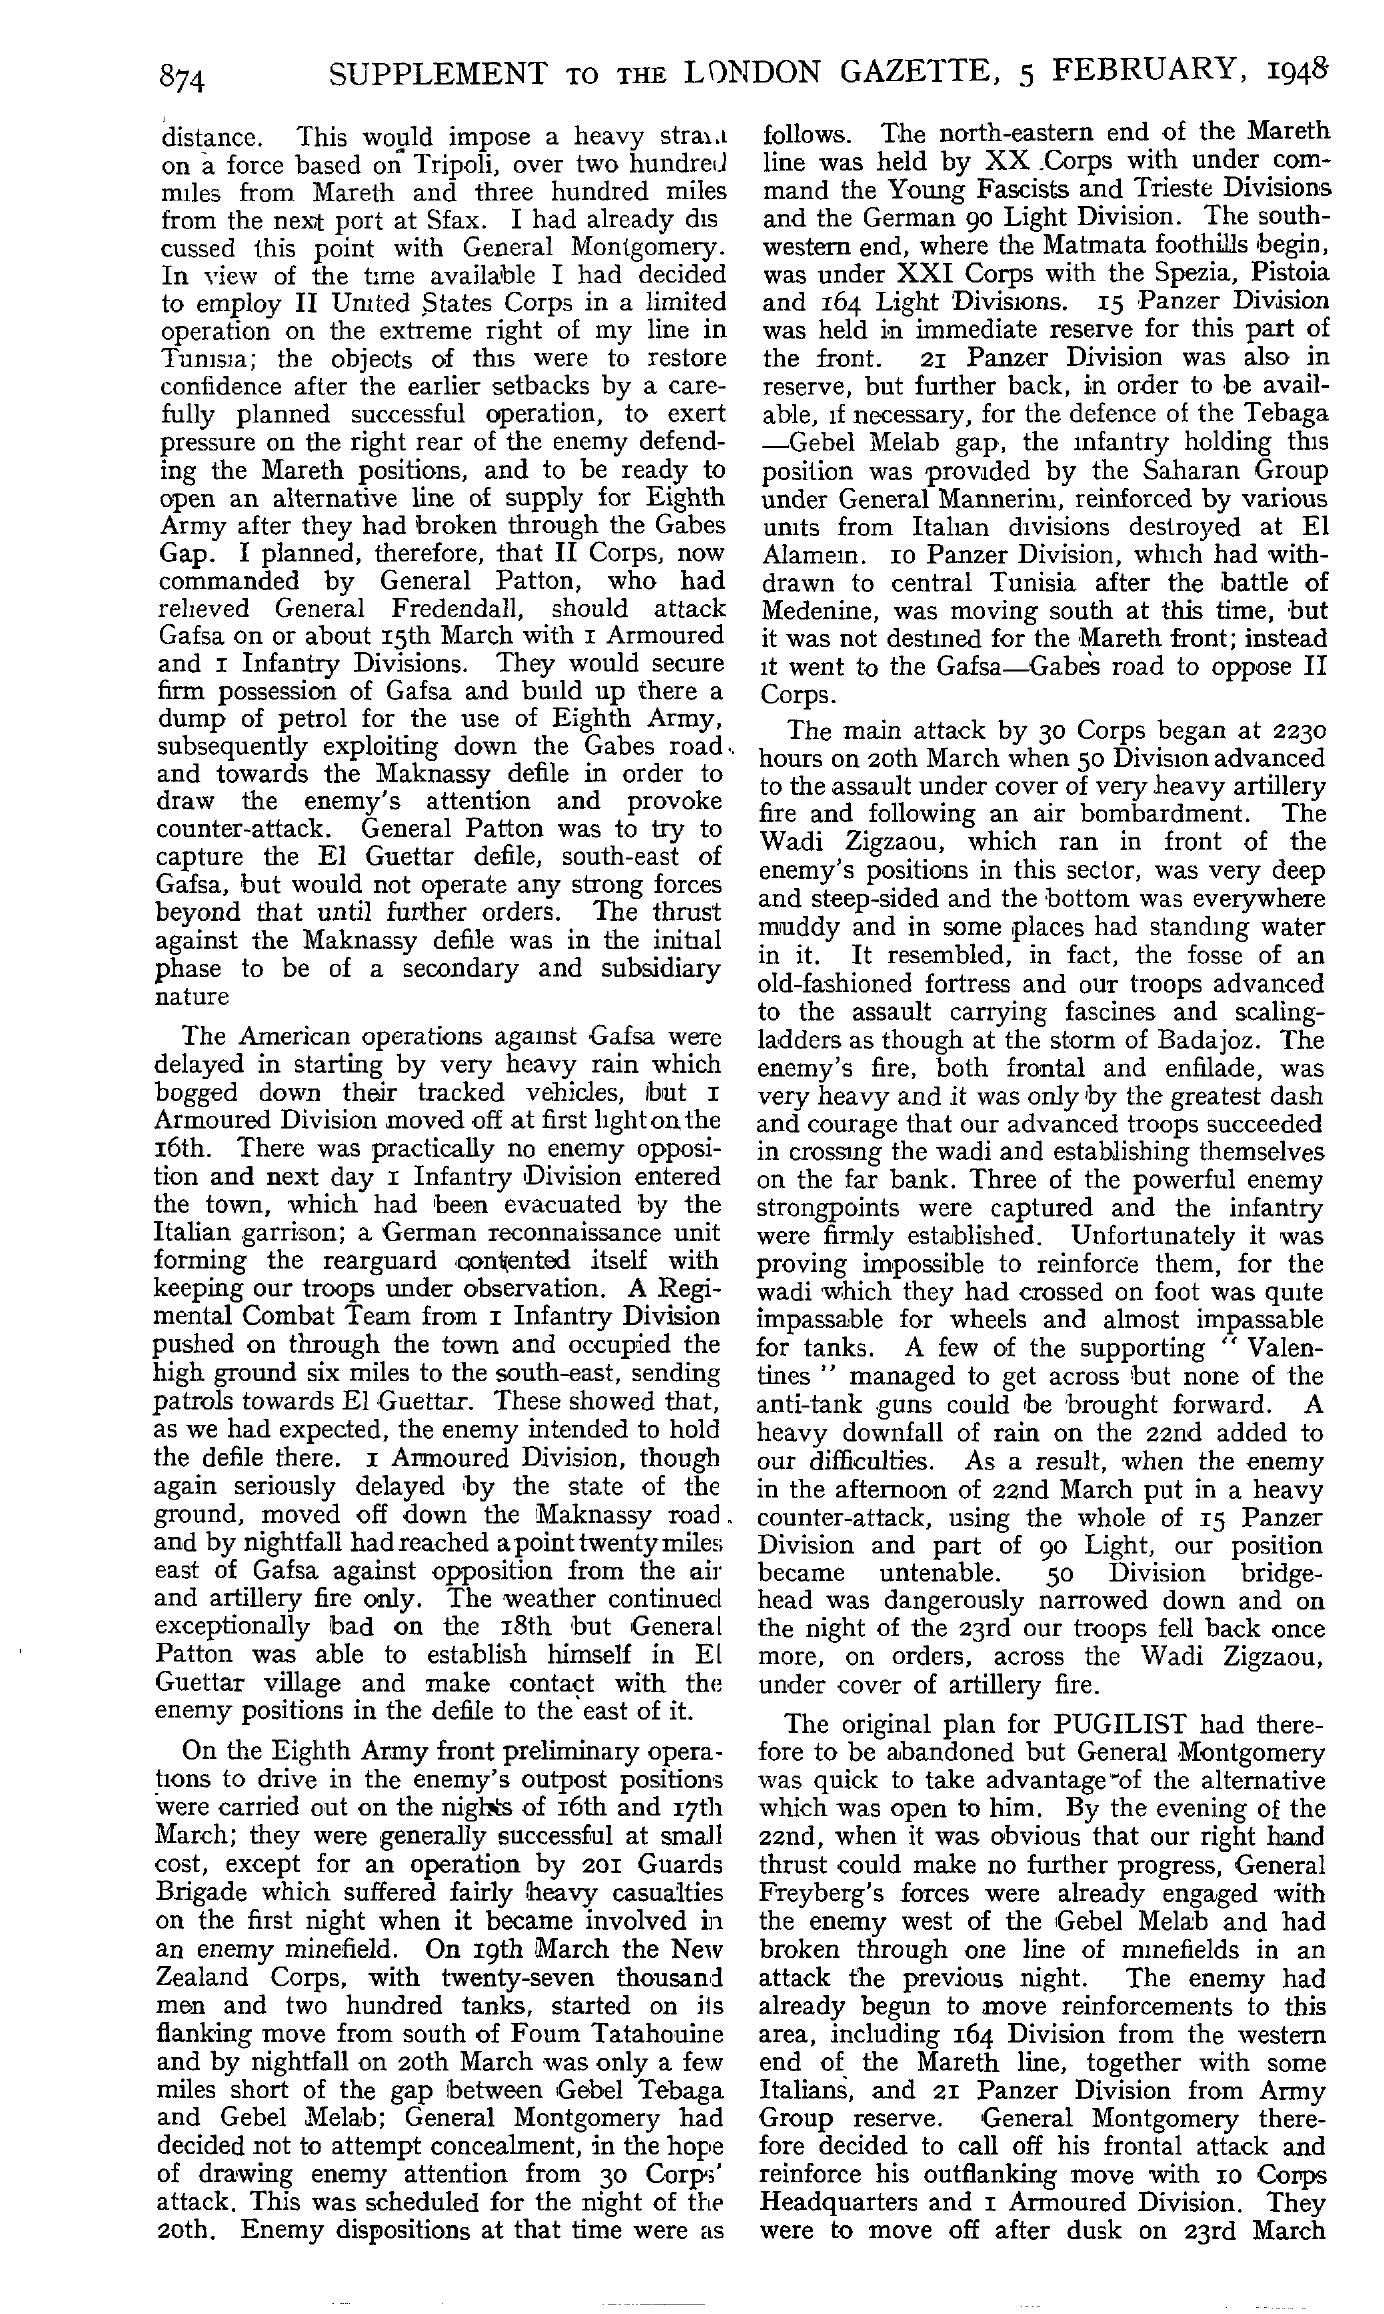 874 SUPPLEMENT TO THE LONDON GAZETTE, 5 FEBRUARY, 1948
distance. This would impose a heavy strain
on a force based on Tripoli, over two hundred
miles from Mareth and three hundred miles
from the next port at Sfax. I had already dis
cussed this point with General Montgomery.
In view of the time available I had decided
to employ II United States Corps in a limited
operation on the extreme right of my line in
Tunisia; the objects of this were to restore
confidence after the earlier setbacks by a care-
fully planned successful operation, to exert
pressure on the right rear of the enemy defend-
ing the Mareth positions, and to be ready to
open an alternative line of supply for Eighth
Army after they had broken through the Gabes
Gap. I planned, therefore, that II Corps, now
commanded by General Patton, who had
relieved General Fredendall, should attack
Gafsa on or about 15th March with 1 Armoured
and 1 Infantry Divisions. They would secure
firm possession of Gafsa and build up there a
dump of petrol for the use of Eighth Army,
subsequently exploiting down the Gabes road
and towards the Maknassy defile in order to
draw the enemy's attention and provoke
counter-attack. General Patton was to try to
capture the El Guettar defile, south-east of
Gafsa, but would not operate any strong forces
beyond that until further orders. The thrust
against the Maknassy defile was in the initial
phase to be of a secondary and subsidiary
nature
The American operations against Gafsa were
delayed in starting by very heavy rain which
bogged down their tracked vehicles, but 1
Armoured Division moved off at first light on the
16th. There was practically no enemy opposi-
tion and next day 1 Infantry Division entered
the town, which had been evacuated by the
Italian garrison; a German reconnaissance unit
forming the rearguard contented itself with
keeping our troops under observation. A Regi-
mental Combat Team from 1 Infantry Division
pushed on through the town and occupied the
high ground six miles to the south-east, sending
patrols towards El Guettar. These showed that,
as we had expected, the enemy intended to hold
the defile there. 1 Armoured Division, though
again seriously delayed by the state of the
ground, moved off down the Maknassy road
and by nightfall had reached a point twenty miles
east of Gafsa against opposition from the air
and artillery fire only. The weather continued
exceptionally bad on the 18th but General
Patton was able to establish himself in El
Guettar village and make contact with the
enemy positions in the defile to the east of it.
On the Eighth Army front preliminary opera-
tions to drive in the enemy's outpost positions
were carried out on the nights of 16th and 17th
March; they were generally successful at small
cost, except for an operation by 201 Guards
Brigade which suffered fairly heavy casualties
on the first night when it became involved in
an enemy minefield. On 19th March the New
Zealand Corps, with twenty-seven thousand
men and two hundred tanks, started on its
flanking move from south of Foum Tatahouine
and by nightfall on 20th March was only a few
miles short of the gap between Gebel Tebaga
and Gebel Melab; General Montgomery had
decided not to attempt concealment, in the hope
of drawing enemy attention from 30 Corps'
attack. This was scheduled for the night of the
20th. Enemy dispositions at that time were as
follows. The north-eastern end of the Mareth
line was held by XX Corps with under com-
mand the Young Fascists and Trieste Divisions
and the German 90 Light Division. The south-
western end, where the Matmata foothills begin,
was under XXI Corps with the Spezia, Pistoia
and 164 Light Divisions. 15 Panzer Division
was held in immediate reserve for this part of
the front. 21 Panzer Division was also in
reserve, but further back, in order to be avail-
able, if necessary, for the defence of the Tebaga
—Gebel Melab gap, the infantry holding this
position was provided by the Saharan Group
under General Mannerini, reinforced by various
units from Italian divisions destroyed at El
Alamein. 10 Panzer Division, which had with-
drawn to central Tunisia after the battle of
Medenine, was moving south at this time, but
it was not destined for the Mareth front; instead
it went to the Gafsa—Gabes road to oppose II
Corps.
The main attack by 30 Corps began at 2230
hours on 20th March when 50 Division advanced
to the assault under cover of very heavy artillery
fire and following an air bombardment. The
Wadi Zigzaou, which ran in front of the
enemy's positions in this sector, was very deep
and steep-sided and the bottom was everywhere
muddy and in some places had standing water
in it. It resembled, in fact, the fosse of an
old-fashioned fortress and our troops advanced
to the assault carrying fascines and scaling-
ladders as though at the storm of Badajoz. The
enemy's fire, both frontal and enfilade, was
very heavy and it was only by the greatest dash
and courage that our advanced troops succeeded
in crossing the wadi and establishing themselves
on the far bank. Three of the powerful enemy
strongpoints were captured and the infantry
were firmly established. Unfortunately it was
proving impossible to reinforce them, for the
wadi which they had crossed on foot was quite
impassable for wheels and almost impassable
for tanks. A few of the supporting " Valen-
tines " managed to get across but none of the
anti-tank guns could be brought forward. A
heavy downfall of rain on the 22nd added to
our difficulties. As a result, when the enemy
in the afternoon of 22nd March put in a heavy
counter-attack, using the whole of 15 Panzer
Division and part of 90 Light, our position
became untenable. 50 Division bridge-
head was dangerously narrowed down and on
the night of the 23rd our troops fell back once
more, on orders, across the Wadi Zigzaou,
under cover of artillery fire.
The original plan for PUGILIST had there-
fore to be abandoned but General Montgomery
was quick to take advantage of the alternative
which was open to him. By the evening of the
22nd, when it was obvious that our right hand
thrust could make no further progress, General
Freyberg's forces were already engaged with
the enemy west of the Gebel Melab and had
broken through one line of minefields in an
attack the previous night. The enemy had
already begun to move reinforcements to this
area, including 164 Division from the western
end of the Mareth line, together with some
Italians, and 21 Panzer Division from Army
Group reserve. General Montgomery there-
fore decided to call off his frontal attack and
reinforce his outflanking move with 10 Corps
Headquarters and 1 Armoured Division. They
were to move off after dusk on 23rd March